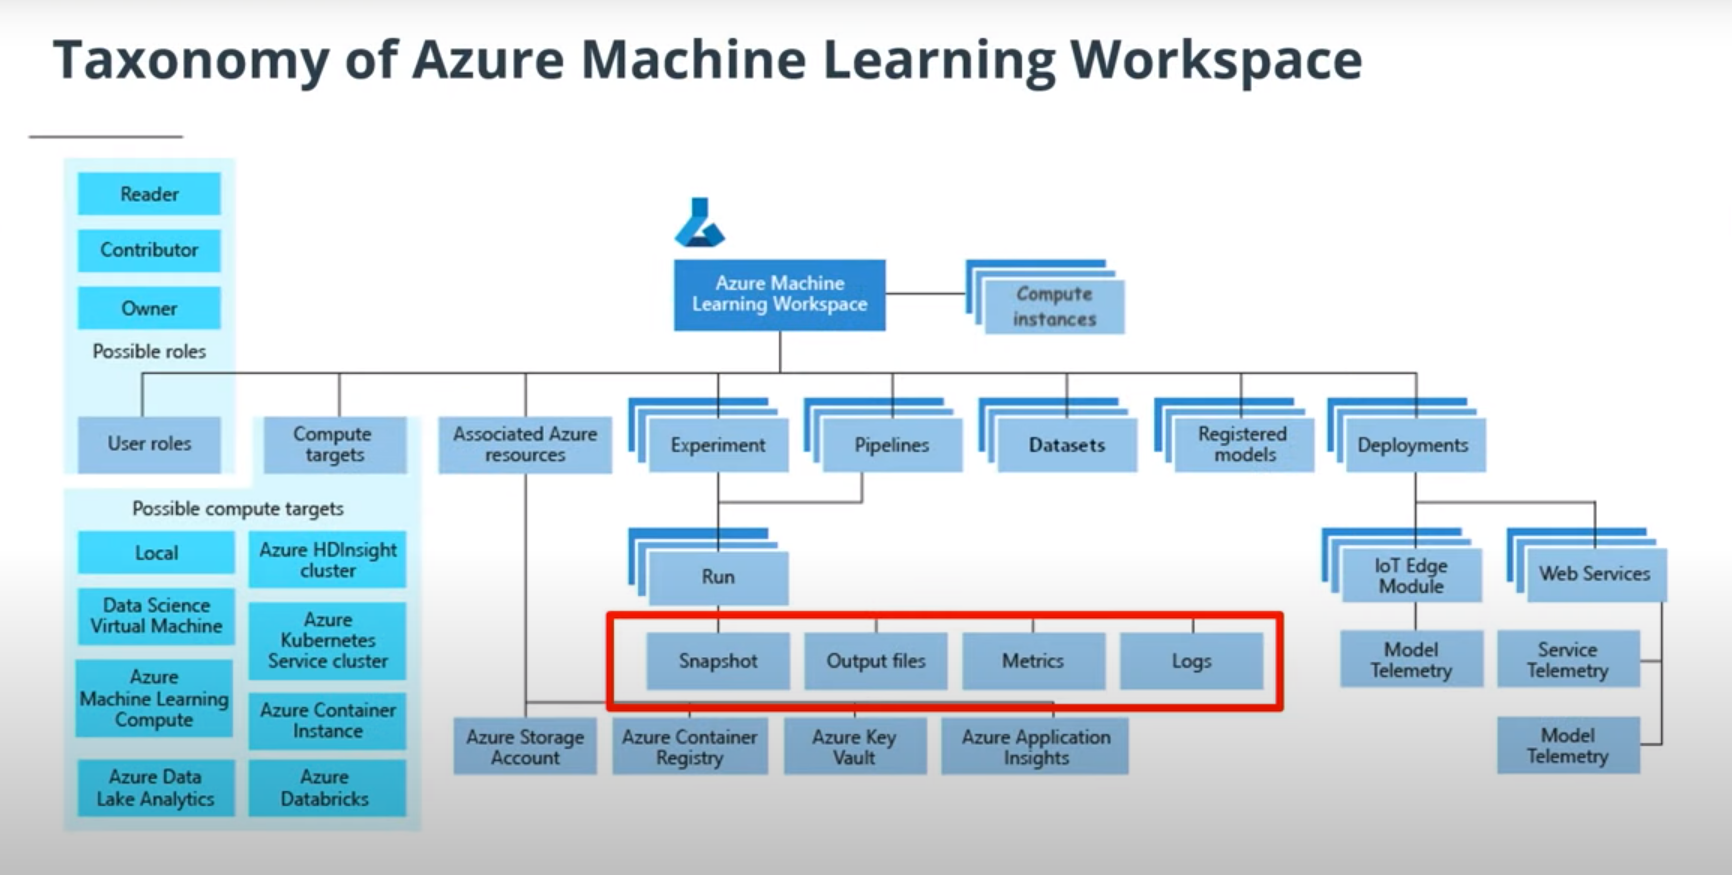 Taxonomy of Azure Machine Learning Workspace
Reader
Contributor
Owner
Possible roles
User roles
Azure Machine
Learning Workspace
Compute
instances
Compute
targets
Associated Azure
resources
Experiment
Pipelines
Datasets
Registered
models
Deployments
Possible compute targets
Local
Azure HDInsight
cluster
Data Science
Virtual Machine
Azure
Kubernetes
Service cluster
Azure
Machine Learning
Compute
Azure Container
Instance
Azure Data
Lake Analytics
Azure
Databricks
Run
Snapshot
Output files
Metrics
Logs
Azure Storage
Account
Azure Container
Registry
Azure Key
Vault
Azure Application
Insights
IoT Edge
Module
Web Services
Model
Telemetry
Service
Telemetry
Model
Telemetry